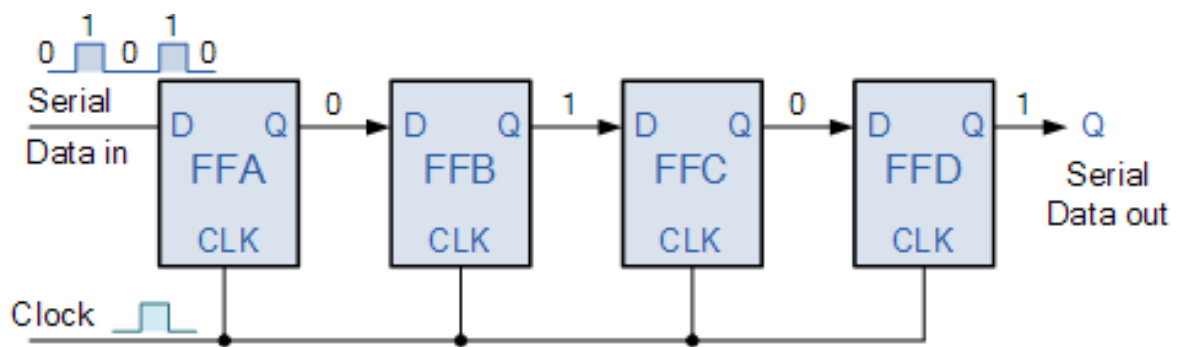 0 1 0 1 0
Serial
Data in
D Q 0 D Q 1 D Q 0 D Q 1 Q
FFA FFB FFC FFD
Serial
Data out
CLK CLK CLK CLK
Clock